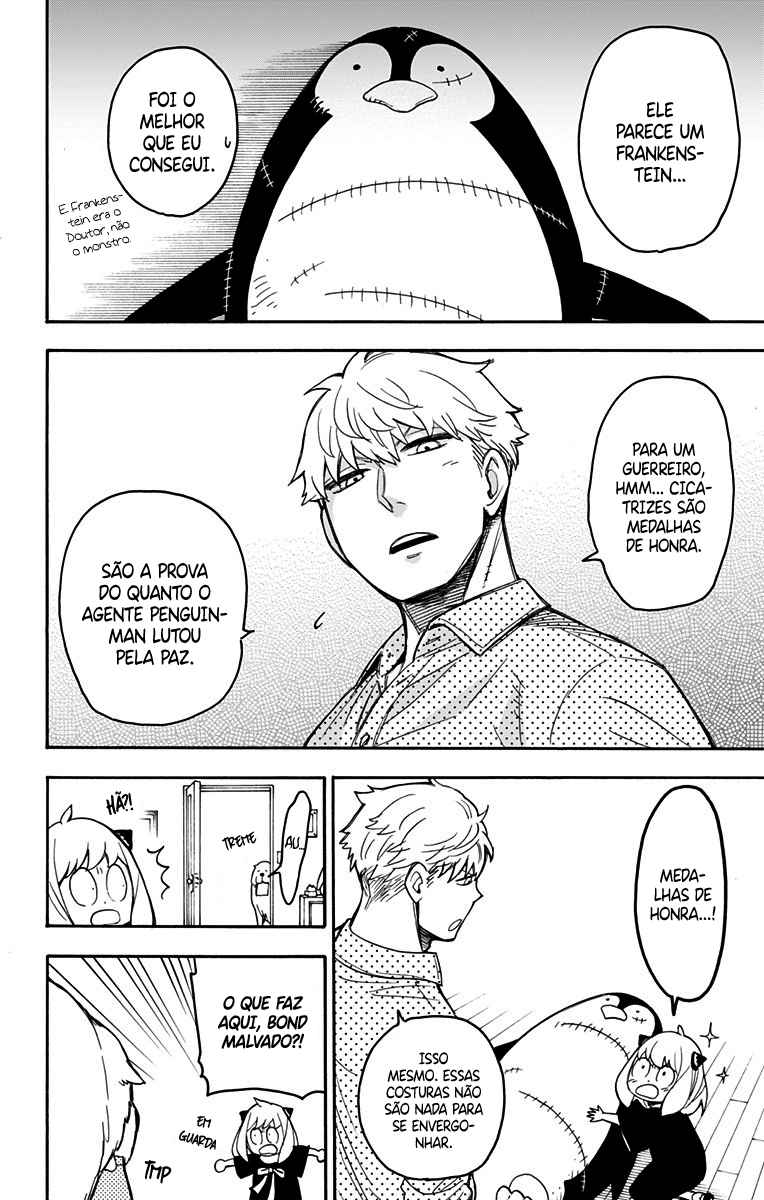 ELE
PARECE UM
FRANKENS-
TEIN...
FOI O
MELHOR
QUE EU
CONSEGUI.
E Frankens-
tein era o
Doutor, não
o monstro.
PARA UM
GUERREIRO,
HMM... CICA-
TRIZES SÃO
MEDALHAS
DE HONRA.
SÃO A PROVA
DO QUANTO O
AGENTE PENGUIN-
MAN LUTOU
PELA PAZ.
MEDA-
LHAS DE
HONRA...!
ISSO
MESMO. ESSAS
COSTURAS NÃO
SÃO NADA PARA
SE ENVERGO-
NHAR.
AU...
TREME
HÃ?!
O QUE FAZ
AQUI, BOND
MALVADO?!
EM
GUARDA
TMP